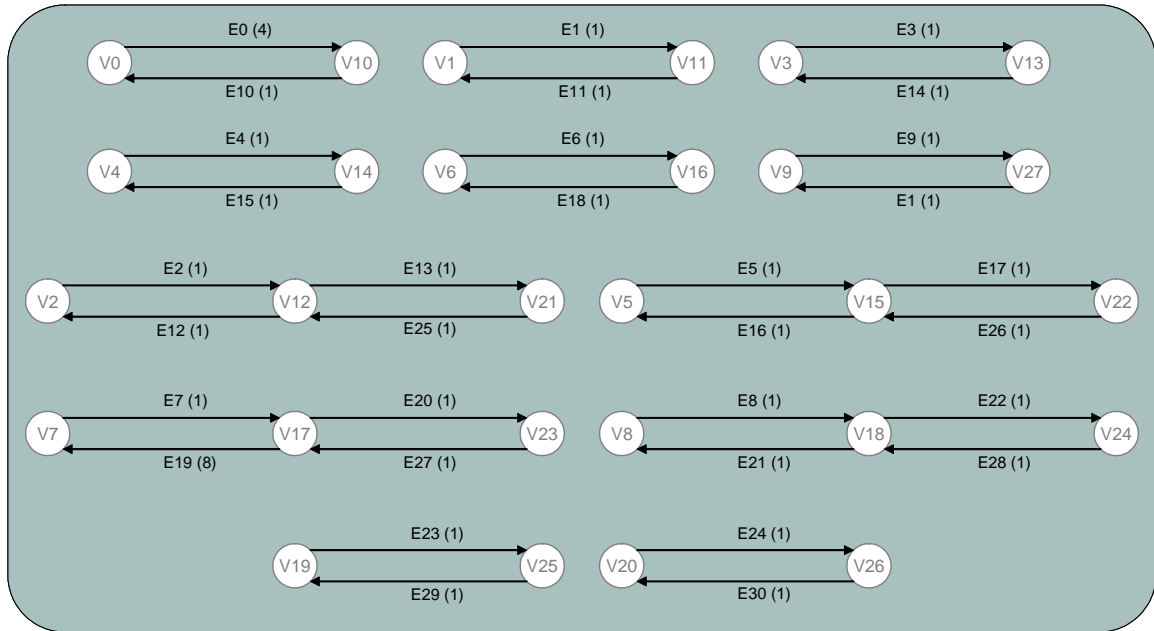 E0 (4) E1 (1) E3 (1)
V0 V10 V1 V11 V3 V13
E10 (1) E11 (1) E14 (1)
E4 (1) E6 (1) E9 (1)
V4 V14 V6 V16 V9 V27
E15 (1) E18 (1) E1 (1)
E2 (1) E13 (1) E5 (1) E17 (1)
V2 V12 V21 V5 V15 V22
E12 (1) E25 (1) E16 (1) E26 (1)
E7 (1) E20 (1) E8 (1) E22 (1)
V7 V17 V23 V8 V18 V24
E19 (8) E27 (1) E21 (1) E28 (1)
E23 (1) E24 (1)
V19 V25 V20 V26
E29 (1) E30 (1)